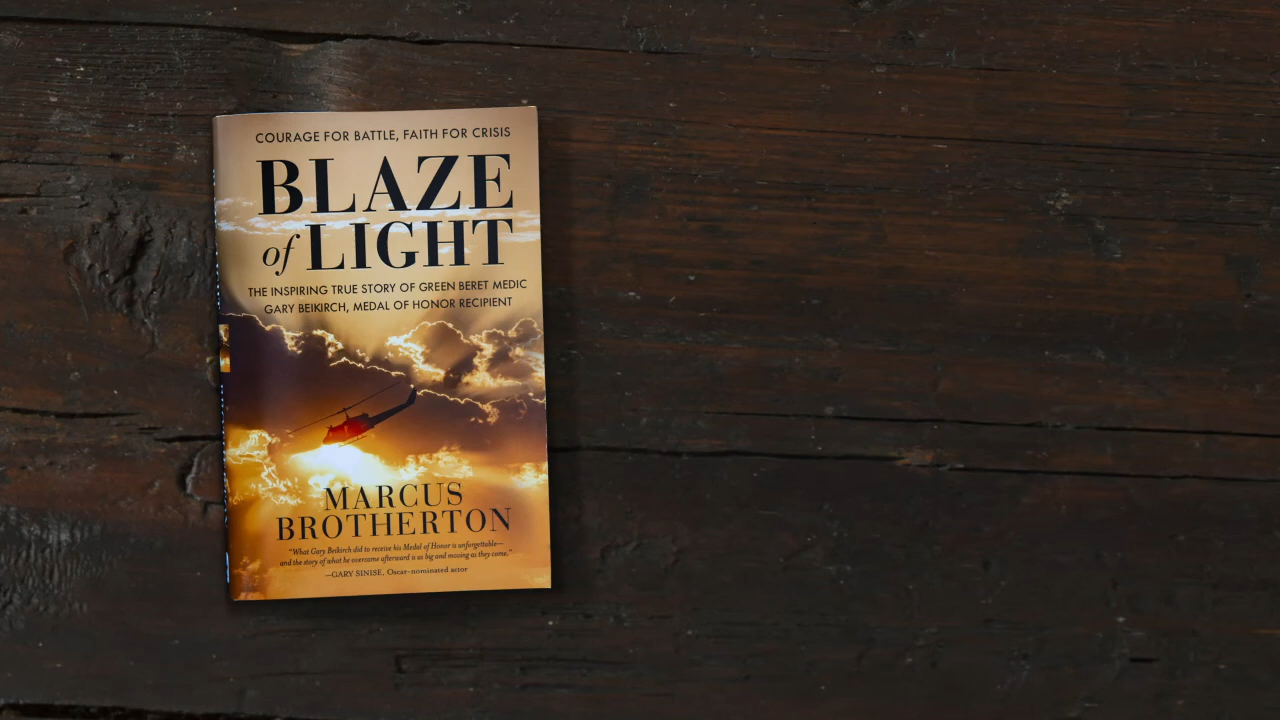 COURAGE FOR BATTLE, FAITH FOR CRISIS
BLAZE
of LIGHT
THE INSPIRING TRUE STORY OF GREEN BERET MEDIC
GARY BEIKIRCH, MEDAL OF HONOR RECIPIENT
MARCUS
BROTHERTON
“What Gary Beikirch did to receive his Medal of Honor is unforgettable—
and the story of what he overcame afterward is as big and moving as they come.”
—GARY SINISE, Oscar-nominated actor